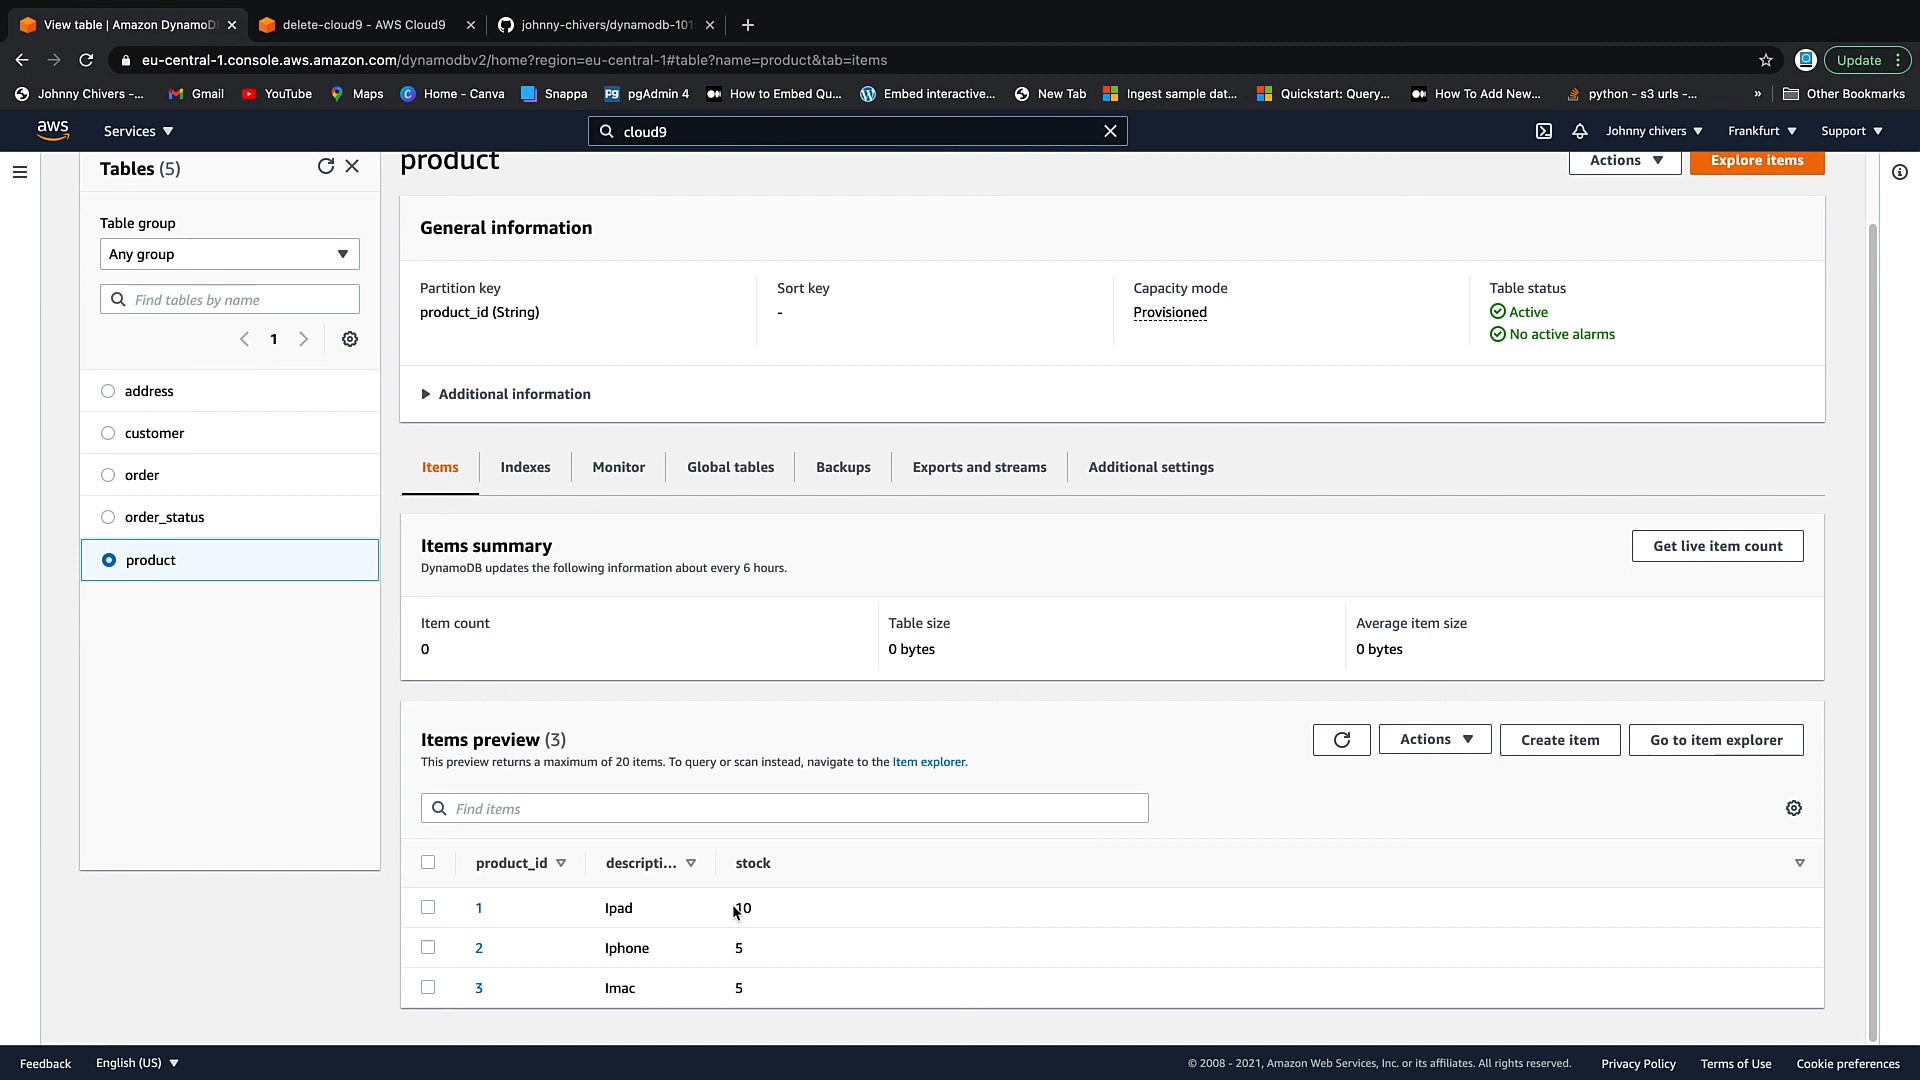 View table | Amazon DynamoD
delete-cloud9 - AWS Cloud9
johnny-chivers/dynamodb-101:
eu-central-1.console.aws.amazon.com/dynamodbv2/home?region=eu-central-1#table?name=product&tab=items
Update
Johnny Chivers -...
Gmail
YouTube
Maps
Home - Canva
Snappa
pgAdmin 4
How to Embed Qu...
Embed interactive...
New Tab
Ingest sample dat...
Quickstart: Query,...
How To Add New...
python - s3 urls -...
»
Other Bookmarks
aws
Services
cloud9
Johnny chivers
Frankfurt
Support
Tables (5)
Table group
Any group
Find tables by name
1
address
customer
order
order_status
product
product
Actions
Explore items
General information
Partition key
product_id (String)
Sort key
-
Capacity mode
Provisioned
Table status
Active
No active alarms
Additional information
Items
Indexes
Monitor
Global tables
Backups
Exports and streams
Additional settings
Items summary
DynamoDB updates the following information about every 6 hours.
Get live item count
Item count
0
Table size
0 bytes
Average item size
0 bytes
Items preview (3)
This preview returns a maximum of 20 items. To query or scan instead, navigate to the Item explorer.
Actions
Create item
Go to item explorer
Find items
product_id descripti... stock
1 Ipad 10
2 Iphone 5
3 Imac 5
Feedback
English (US)
© 2008 - 2021, Amazon Web Services, Inc. or its affiliates. All rights reserved.
Privacy Policy
Terms of Use
Cookie preferences